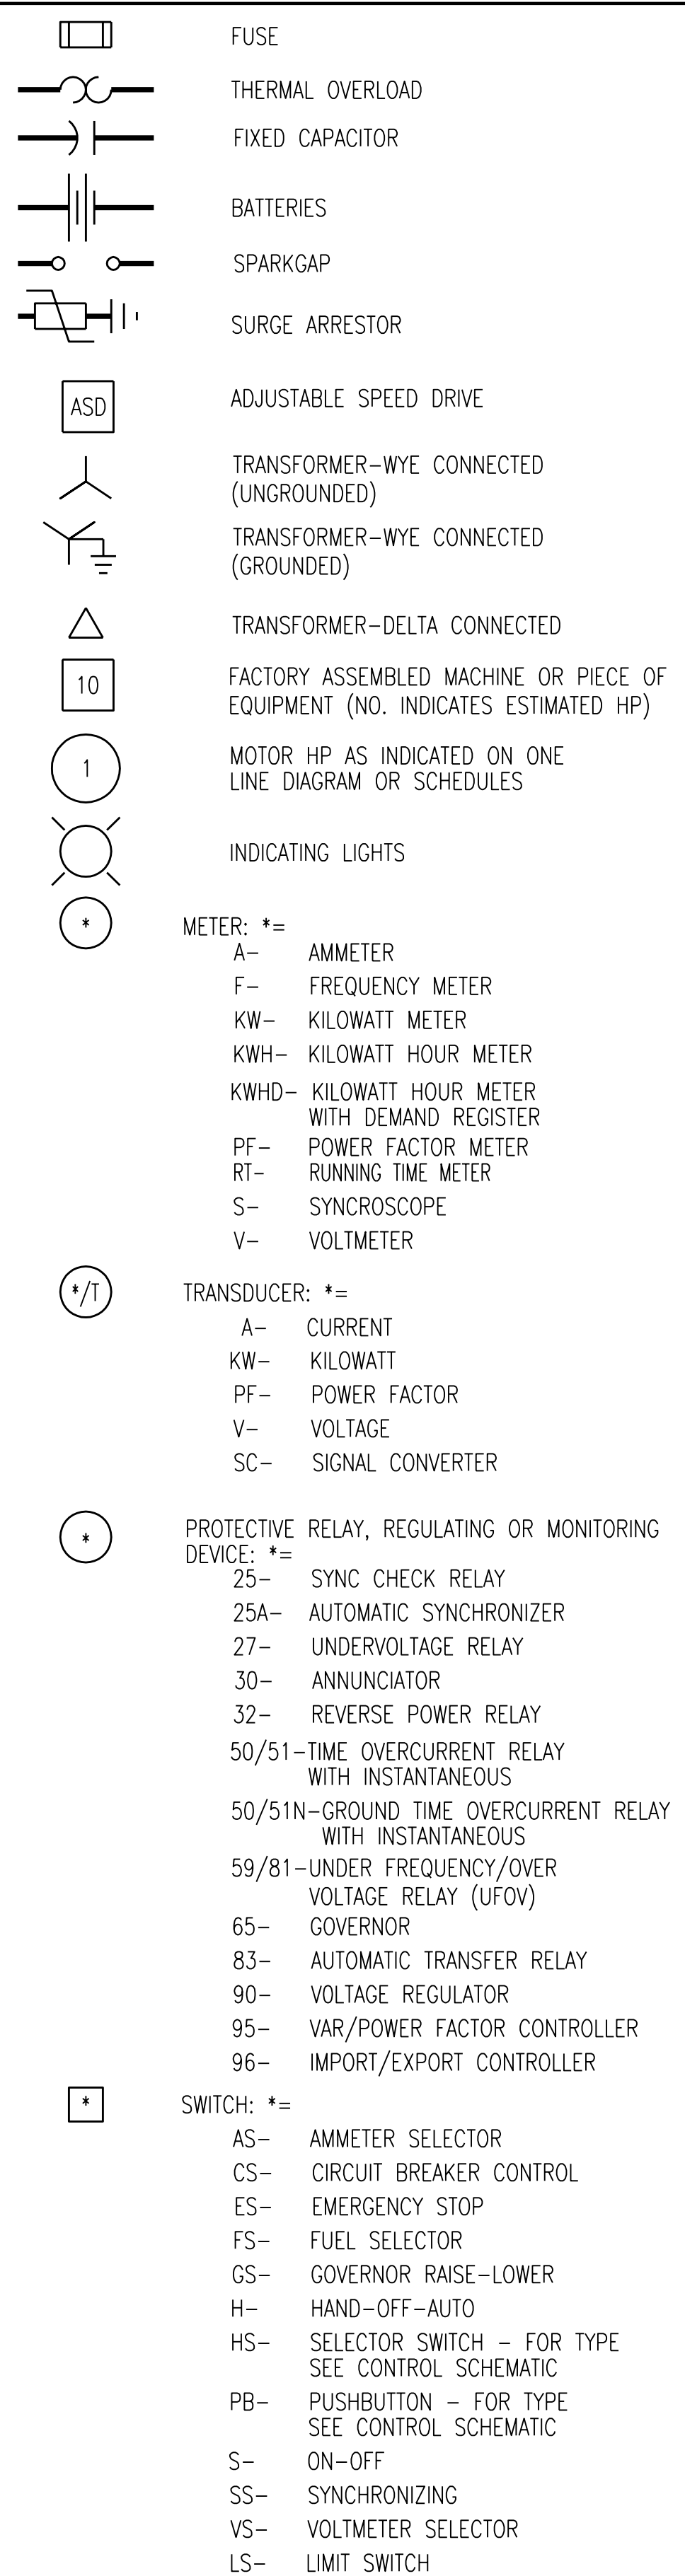 FUSE
THERMAL OVERLOAD
FIXED CAPACITOR
BATTERIES
SPARKGAP
SURGE ARRESTOR
ASD ADJUSTABLE SPEED DRIVE
TRANSFORMER-WYE CONNECTED
(UNGROUNDED)
TRANSFORMER-WYE CONNECTED
(GROUNDED)
TRANSFORMER-DELTA CONNECTED
10 FACTORY ASSEMBLED MACHINE OR PIECE OF
EQUIPMENT (NO. INDICATES ESTIMATED HP)
1 MOTOR HP AS INDICATED ON ONE
LINE DIAGRAM OR SCHEDULES
INDICATING LIGHTS
* METER: *=
A- AMMETER
F- FREQUENCY METER
KW- KILOWATT METER
KWH- KILOWATT HOUR METER
KWHD- KILOWATT HOUR METER
WITH DEMAND REGISTER
PF- POWER FACTOR METER
RT- RUNNING TIME METER
S- SYNCROSCOPE
V- VOLTMETER
*/T TRANSDUCER: *=
A- CURRENT
KW- KILOWATT
PF- POWER FACTOR
V- VOLTAGE
SC- SIGNAL CONVERTER
* PROTECTIVE RELAY, REGULATING OR MONITORING
DEVICE: *=
25- SYNC CHECK RELAY
25A- AUTOMATIC SYNCHRONIZER
27- UNDERVOLTAGE RELAY
30- ANNUNCIATOR
32- REVERSE POWER RELAY
50/51-TIME OVERCURRENT RELAY
WITH INSTANTANEOUS
50/51N-GROUND TIME OVERCURRENT RELAY
WITH INSTANTANEOUS
59/81-UNDER FREQUENCY/OVER
VOLTAGE RELAY (UFOV)
65- GOVERNOR
83- AUTOMATIC TRANSFER RELAY
90- VOLTAGE REGULATOR
95- VAR/POWER FACTOR CONTROLLER
96- IMPORT/EXPORT CONTROLLER
* SWITCH: *=
AS- AMMETER SELECTOR
CS- CIRCUIT BREAKER CONTROL
ES- EMERGENCY STOP
FS- FUEL SELECTOR
GS- GOVERNOR RAISE-LOWER
H- HAND-OFF-AUTO
HS- SELECTOR SWITCH - FOR TYPE
SEE CONTROL SCHEMATIC
PB- PUSHBUTTON - FOR TYPE
SEE CONTROL SCHEMATIC
S- ON-OFF
SS- SYNCHRONIZING
VS- VOLTMETER SELECTOR
LS- LIMIT SWITCH